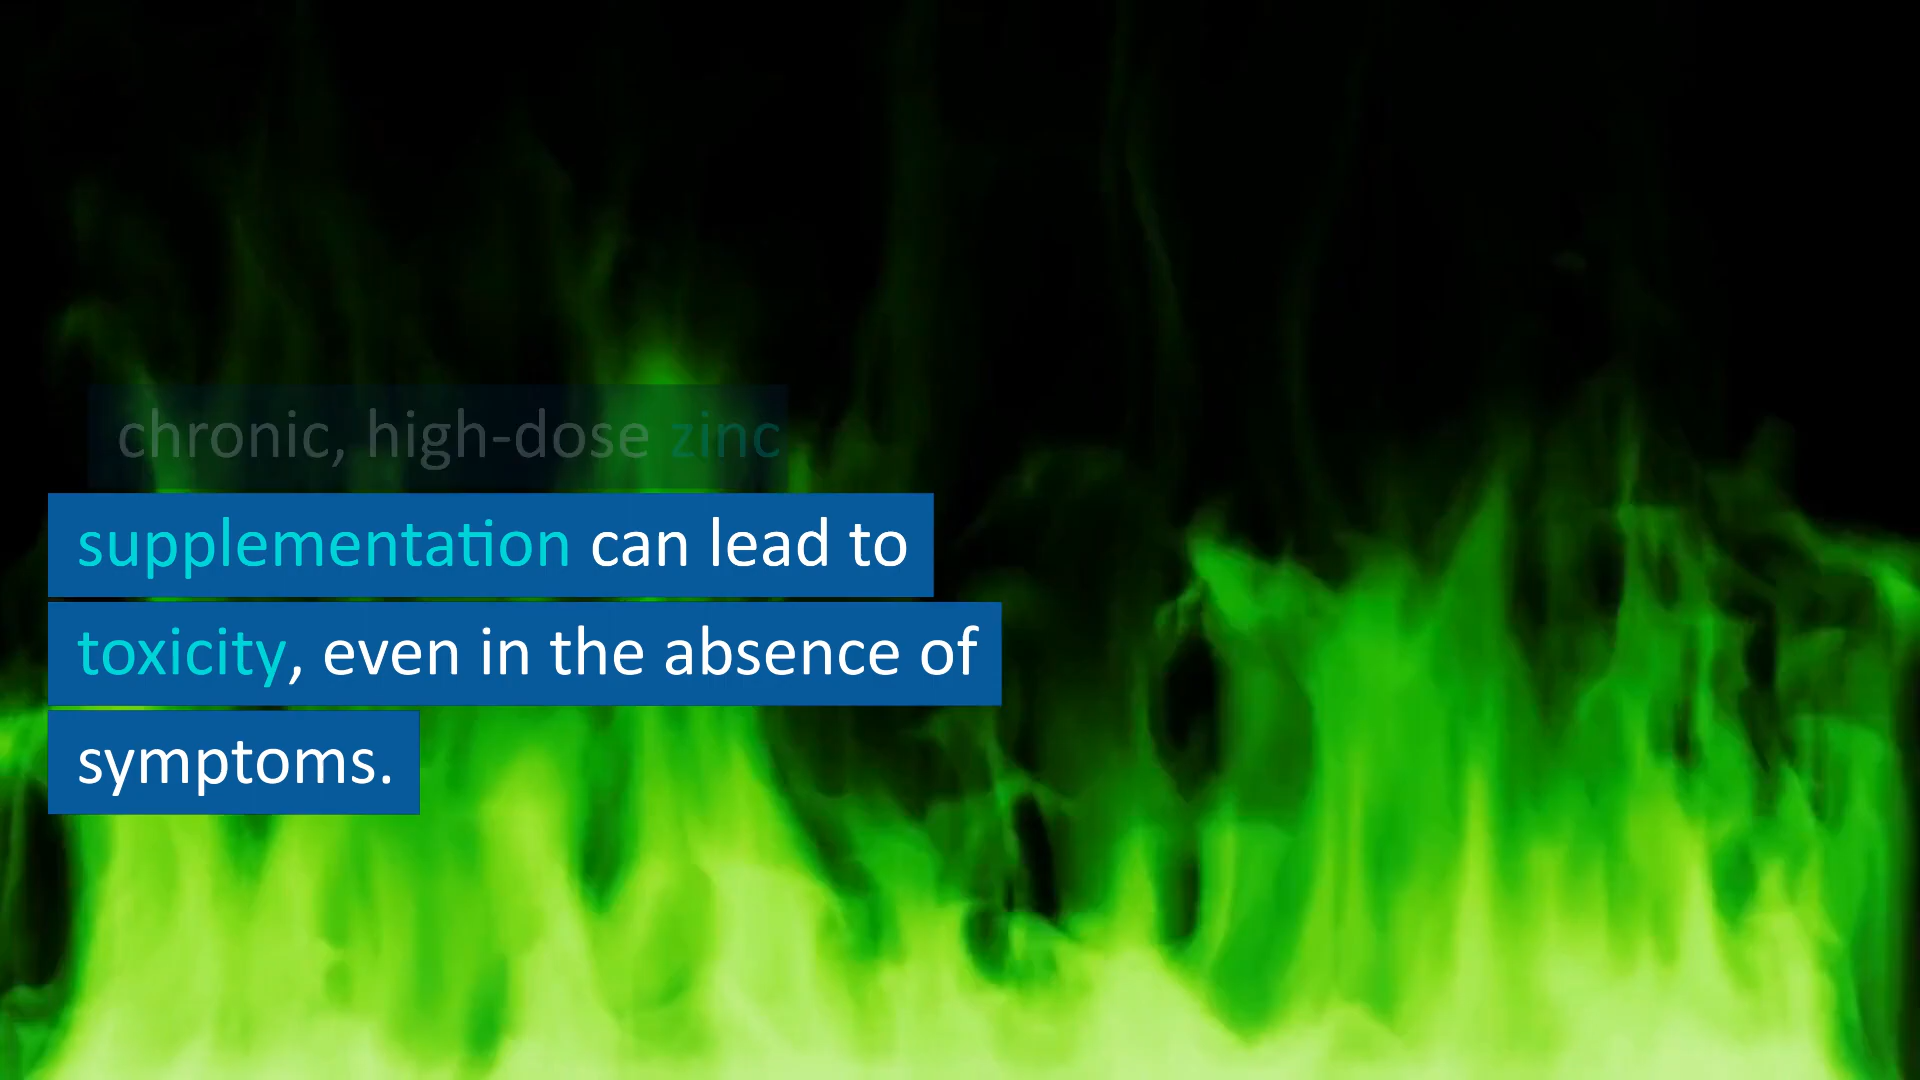 chronic, high-dose zinc
supplementation can lead to
toxicity, even in the absence of
symptoms.